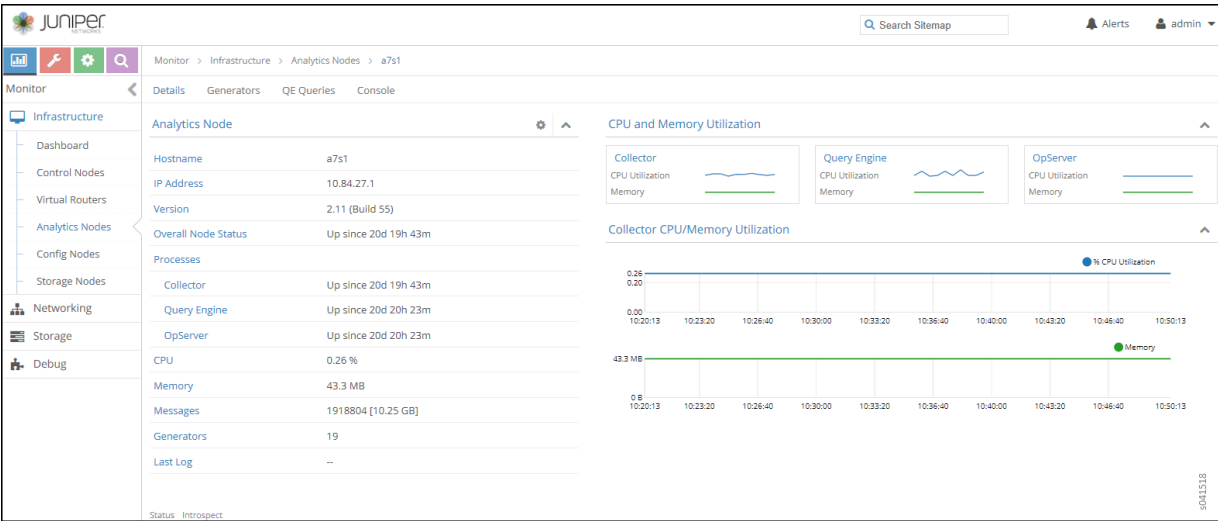 JUNIPER
NETWORKS
Search Sitemap
Alerts
admin
Monitor > Infrastructure > Analytics Nodes > a7s1
Monitor
Infrastructure
Dashboard
Control Nodes
Virtual Routers
Analytics Nodes
Config Nodes
Storage Nodes
Networking
Storage
Debug
Details Generators QE Queries Console
Analytics Node
Hostname a7s1
IP Address 10.84.27.1
Version 2.11 (Build 55)
Overall Node Status Up since 20d 19h 43m
Processes
Collector Up since 20d 19h 43m
Query Engine Up since 20d 20h 23m
OpServer Up since 20d 20h 23m
CPU 0.26 %
Memory 43.3 MB
Messages 1918804 [10.25 GB]
Generators 19
Last Log --
Status Introspect
CPU and Memory Utilization
Collector
CPU Utilization
Memory
Query Engine
CPU Utilization
Memory
OpServer
CPU Utilization
Memory
Collector CPU/Memory Utilization
% CPU Utilization
0.26
0.20
0.00
10:20:13 10:23:20 10:26:40 10:30:00 10:33:20 10:36:40 10:40:00 10:43:20 10:46:40 10:50:13
Memory
43.3 MB
0 B
10:20:13 10:23:20 10:26:40 10:30:00 10:33:20 10:36:40 10:40:00 10:43:20 10:46:40 10:50:13
s041518